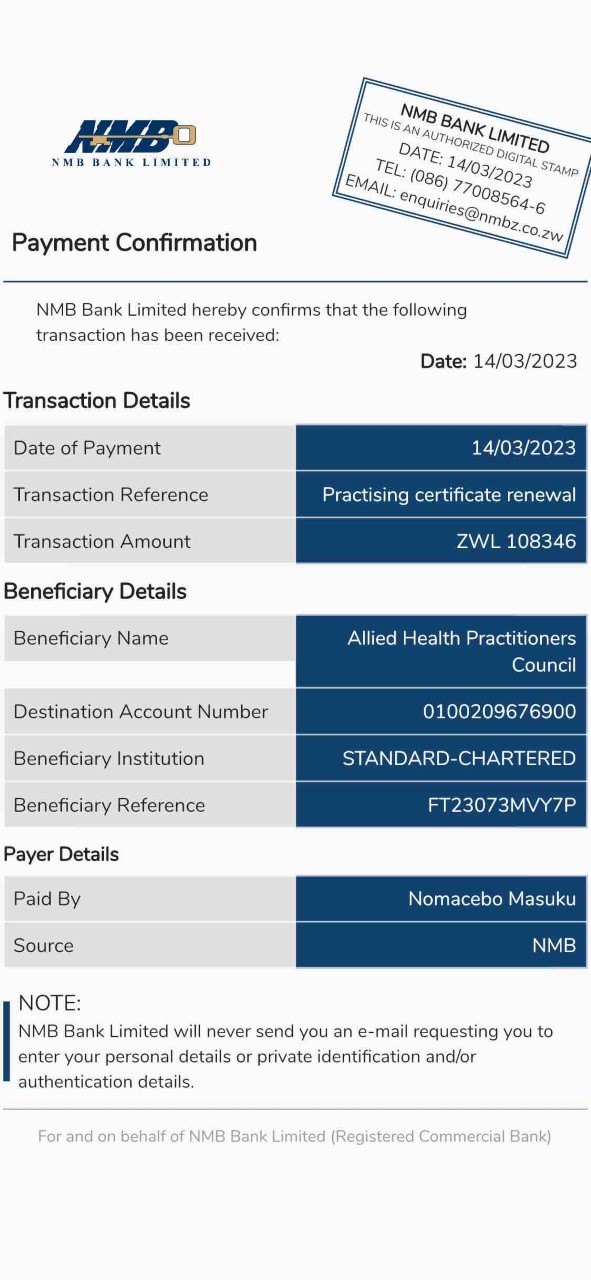 NMB
NMB BANK LIMITED
NMB BANK LIMITED
THIS IS AN AUTHORIZED DIGITAL STAMP
DATE: 14/03/2023
TEL: (086) 77008564-6
EMAIL: enquiries@nmbz.co.zw
Payment Confirmation
NMB Bank Limited hereby confirms that the following
transaction has been received:
Date: 14/03/2023
Transaction Details
Date of Payment 14/03/2023
Transaction Reference Practising certificate renewal
Transaction Amount ZWL 108346
Beneficiary Details
Beneficiary Name Allied Health Practitioners
Council
Destination Account Number 0100209676900
Beneficiary Institution STANDARD-CHARTERED
Beneficiary Reference FT23073MVY7P
Payer Details
Paid By Nomacebo Masuku
Source NMB
NOTE:
NMB Bank Limited will never send you an e-mail requesting you to
enter your personal details or private identification and/or
authentication details.
For and on behalf of NMB Bank Limited (Registered Commercial Bank)